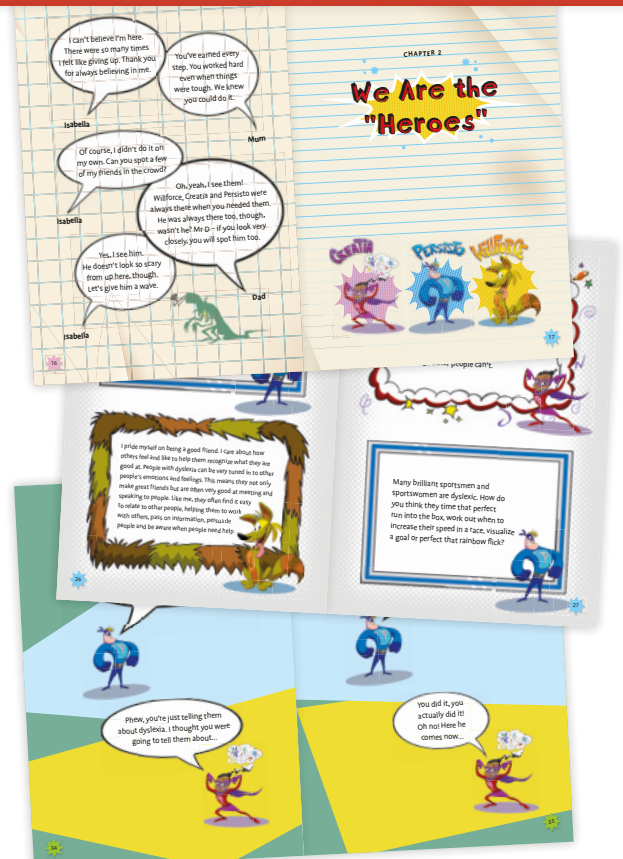 I can't believe I'm here.
There were so many times
I felt like giving up. Thank you
for always believing in me.
Isabella
You've earned every
step. You worked hard
even when things
were tough. We knew
you could do it.
Mum
Of course, I didn't do it on
my own. Can you spot a few
of my friends in the crowd?
Isabella
Oh, yeah, I see them!
Willforce, Creatia and Persisto were
always there when you needed them.
He was always there too, though,
wasn't he? Mr D – if you look very
closely, you will spot him too.
Dad
Yes, I see him.
He doesn't look so scary
from up here, though.
Let's give him a wave.
Isabella
16
CHAPTER 2
We Are the
"Heroes"
CREATIA
PERSISTO
WILLFORCE
17
people can't.
I pride myself on being a good friend. I care about how
others feel and like to help them recognize what they are
good at. People with dyslexia can be very tuned in to other
people's emotions and feelings. This means they not only
make great friends but are often very good at meeting and
speaking to people. Like me, they often find it easy
to relate to other people, helping them to work
with others, pass on information, persuade
people and be aware when people need help.
26
Many brilliant sportsmen and
sportswomen are dyslexic. How do
you think they time that perfect
run into the box, work out when to
increase their speed in a race, visualize
a goal or perfect that rainbow flick?
27
Phew, you're just telling them
about dyslexia. I thought you were
going to tell them about...
34
You did it, you
actually did it!
Oh no! Here he
comes now...
35